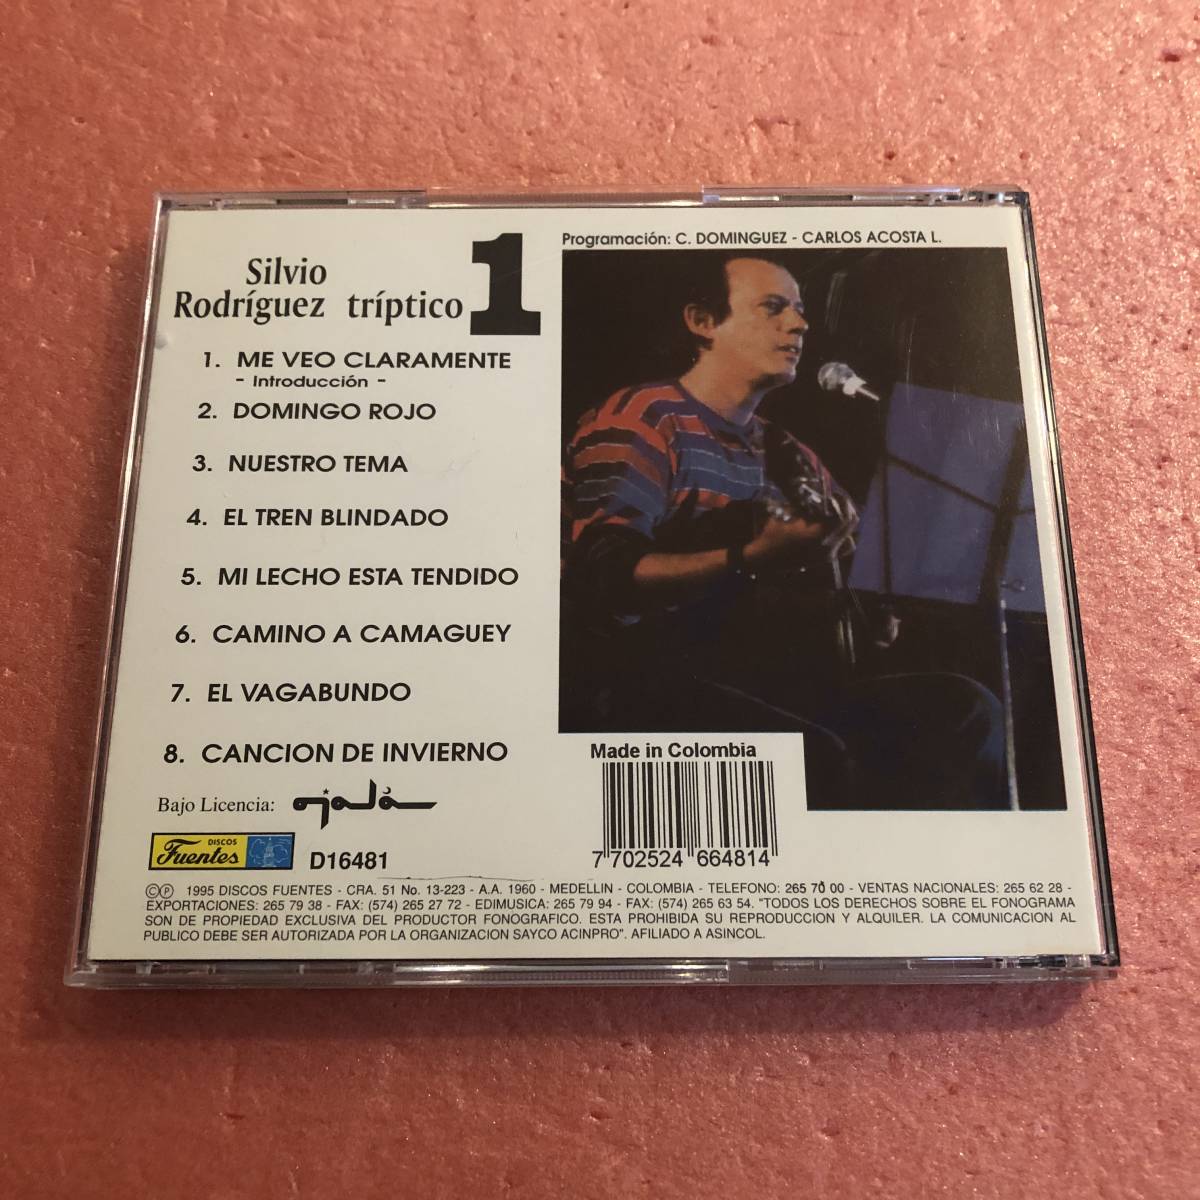 Silvio
Rodríguez tríptico 1
Programación: C. DOMINGUEZ - CARLOS ACOSTA L.
1. ME VEO CLARAMENTE
- Introducción -
2. DOMINGO ROJO
3. NUESTRO TEMA
4. EL TREN BLINDADO
5. MI LECHO ESTA TENDIDO
6. CAMINO A CAMAGUEY
7. EL VAGABUNDO
8. CANCION DE INVIERNO
Bajo Licencia: ojalá
DISCOS
Fuentes
D16481
Made in Colombia
7 702524 664814
©℗ 1995 DISCOS FUENTES - CRA. 51 No. 13-223 - A.A. 1960 - MEDELLIN - COLOMBIA - TELEFONO: 265 70 00 - VENTAS NACIONALES: 265 62 28 -
EXPORTACIONES: 265 79 38 - FAX: (574) 265 27 72 - EDIMUSICA: 265 79 94 - FAX: (574) 265 63 54. "TODOS LOS DERECHOS SOBRE EL FONOGRAMA
SON DE PROPIEDAD EXCLUSIVA DEL PRODUCTOR FONOGRAFICO. ESTA PROHIBIDA SU REPRODUCCION Y ALQUILER. LA COMUNICACION AL
PUBLICO DEBE SER AUTORIZADA POR LA ORGANIZACION SAYCO ACINPRO". AFILIADO A ASINCOL.